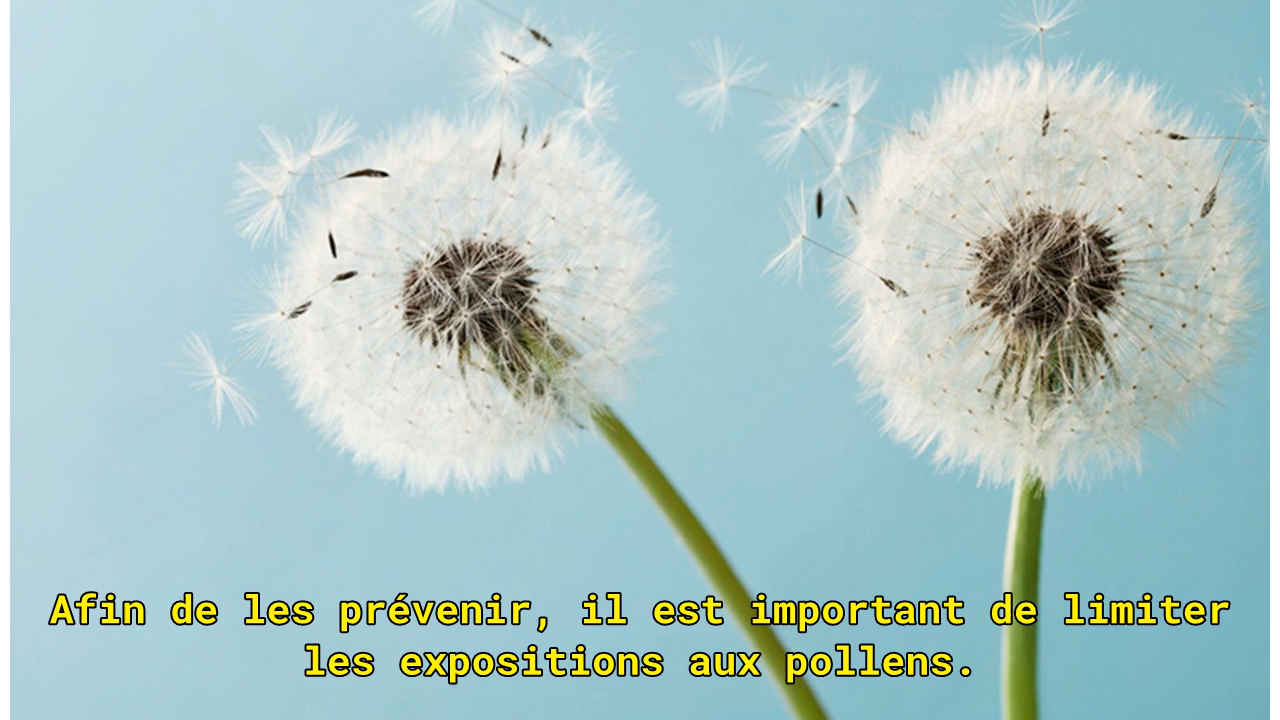 Afin de les prévenir, il est important de limiter
les expositions aux pollens.